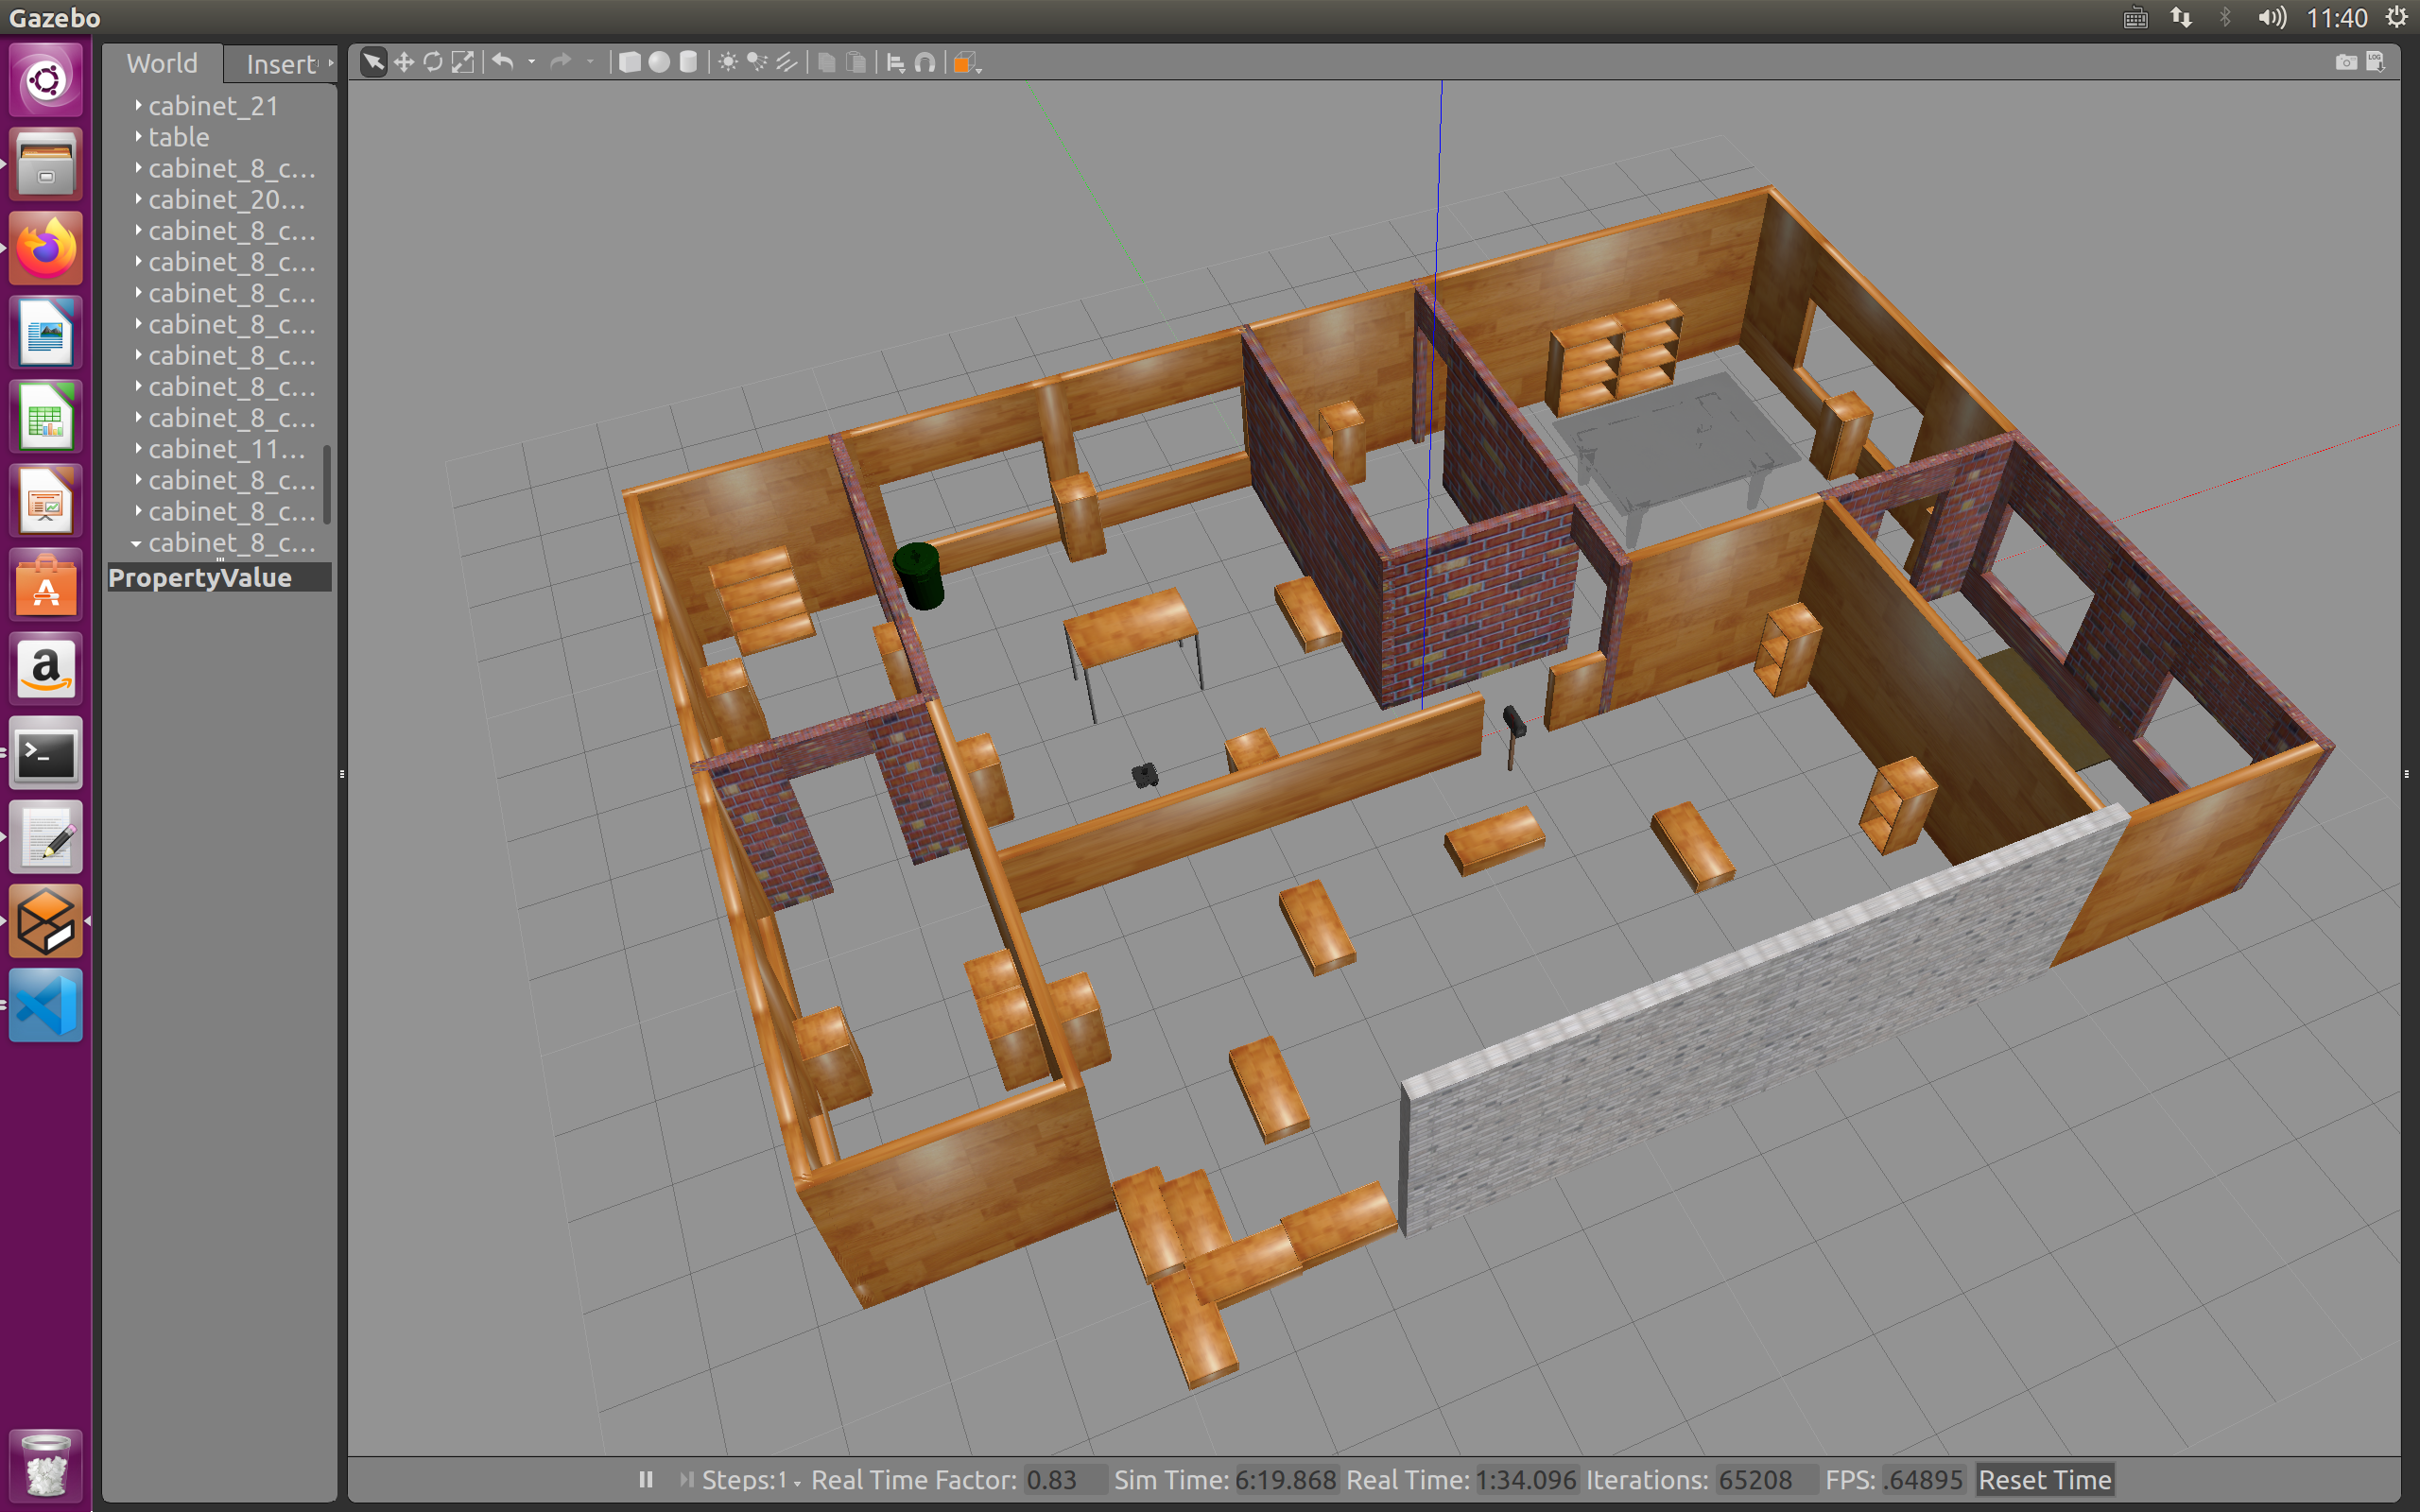 Gazebo
11:40
World Insert
cabinet_21
table
cabinet_8_c...
cabinet_20...
cabinet_8_c...
cabinet_8_c...
cabinet_8_c...
cabinet_8_c...
cabinet_8_c...
cabinet_8_c...
cabinet_8_c...
cabinet_11...
cabinet_8_c...
cabinet_8_c...
cabinet_8_c...
PropertyValue
LOG
a
Steps:1 Real Time Factor: 0.83 Sim Time: 6:19.868 Real Time: 1:34.096 Iterations: 65208 FPS: .64895 Reset Time